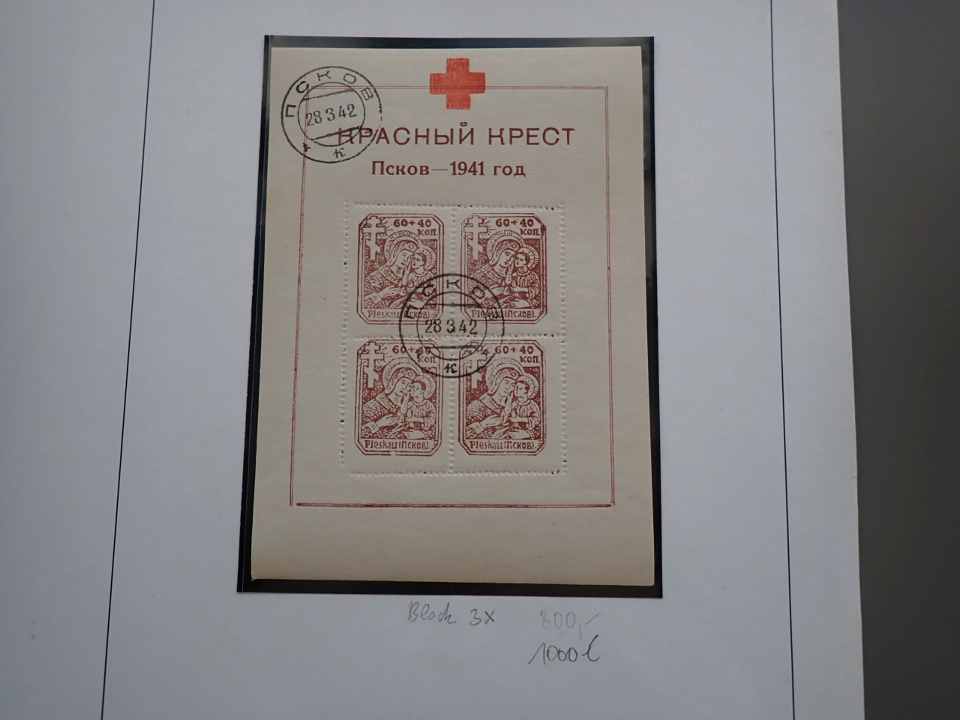 ПСКОВ
28 3 42
к
КРАСНЫЙ КРЕСТ
Псков—1941 год
60+40 КОП.
60+40 КОП.
Pleskau (Псков).
Pleskau (Псков).
ПСКОВ
28 3 42
к
60+40 КОП.
60+40 КОП.
Pleskau (Псков).
Pleskau (Псков).
Block 3x 800,-
1000€